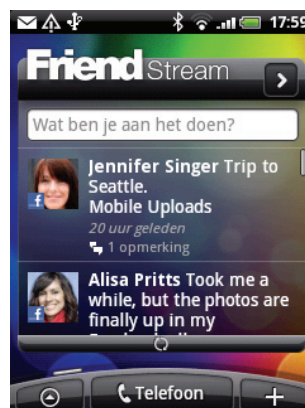 17:59
Friend Stream
Wat ben je aan het doen?
Jennifer Singer Trip to
Seattle.
Mobile Uploads
20 uur geleden
1 opmerking
Alisa Pritts Took me a
while, but the photos are
finally up in my
Telefoon